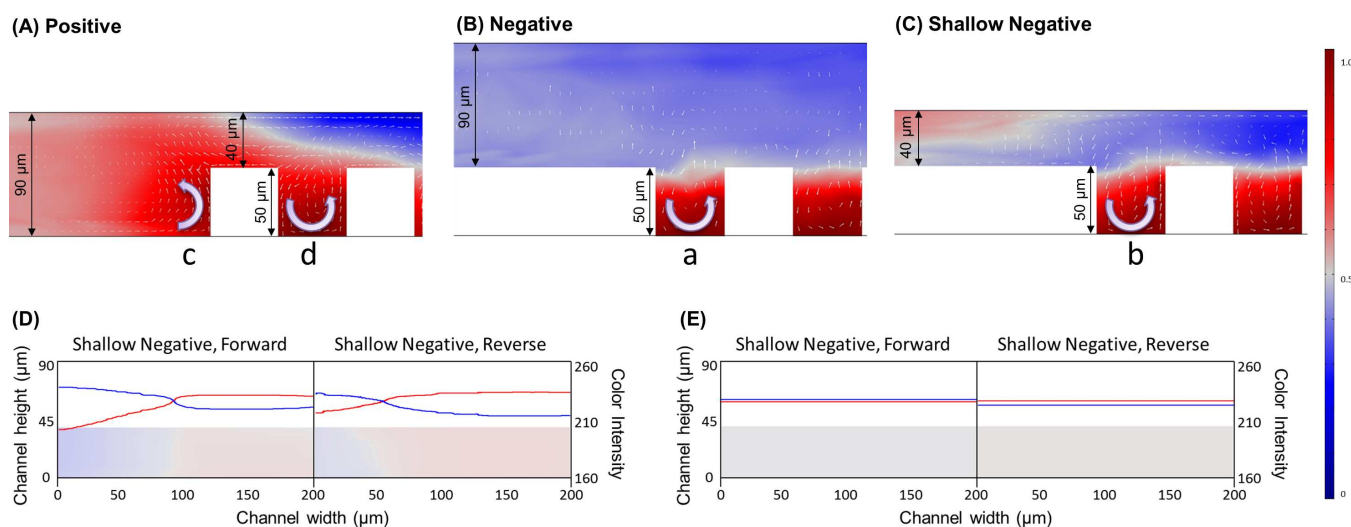 (A) Positive
(B) Negative
(C) Shallow Negative
90 µm
40 µm
50 µm
c
d
90 µm
50 µm
a
40 µm
50 µm
b
1.0
0.5
0
(D)
Shallow Negative, Forward
Shallow Negative, Reverse
Channel height (µm)
90
45
0
260
210
160
Color Intensity
0
50
100
150
200
50
100
150
200
Channel width (µm)
(E)
Shallow Negative, Forward
Shallow Negative, Reverse
Channel height (µm)
90
45
0
260
210
160
Color Intensity
0
50
100
150
200
50
100
150
200
Channel width (µm)